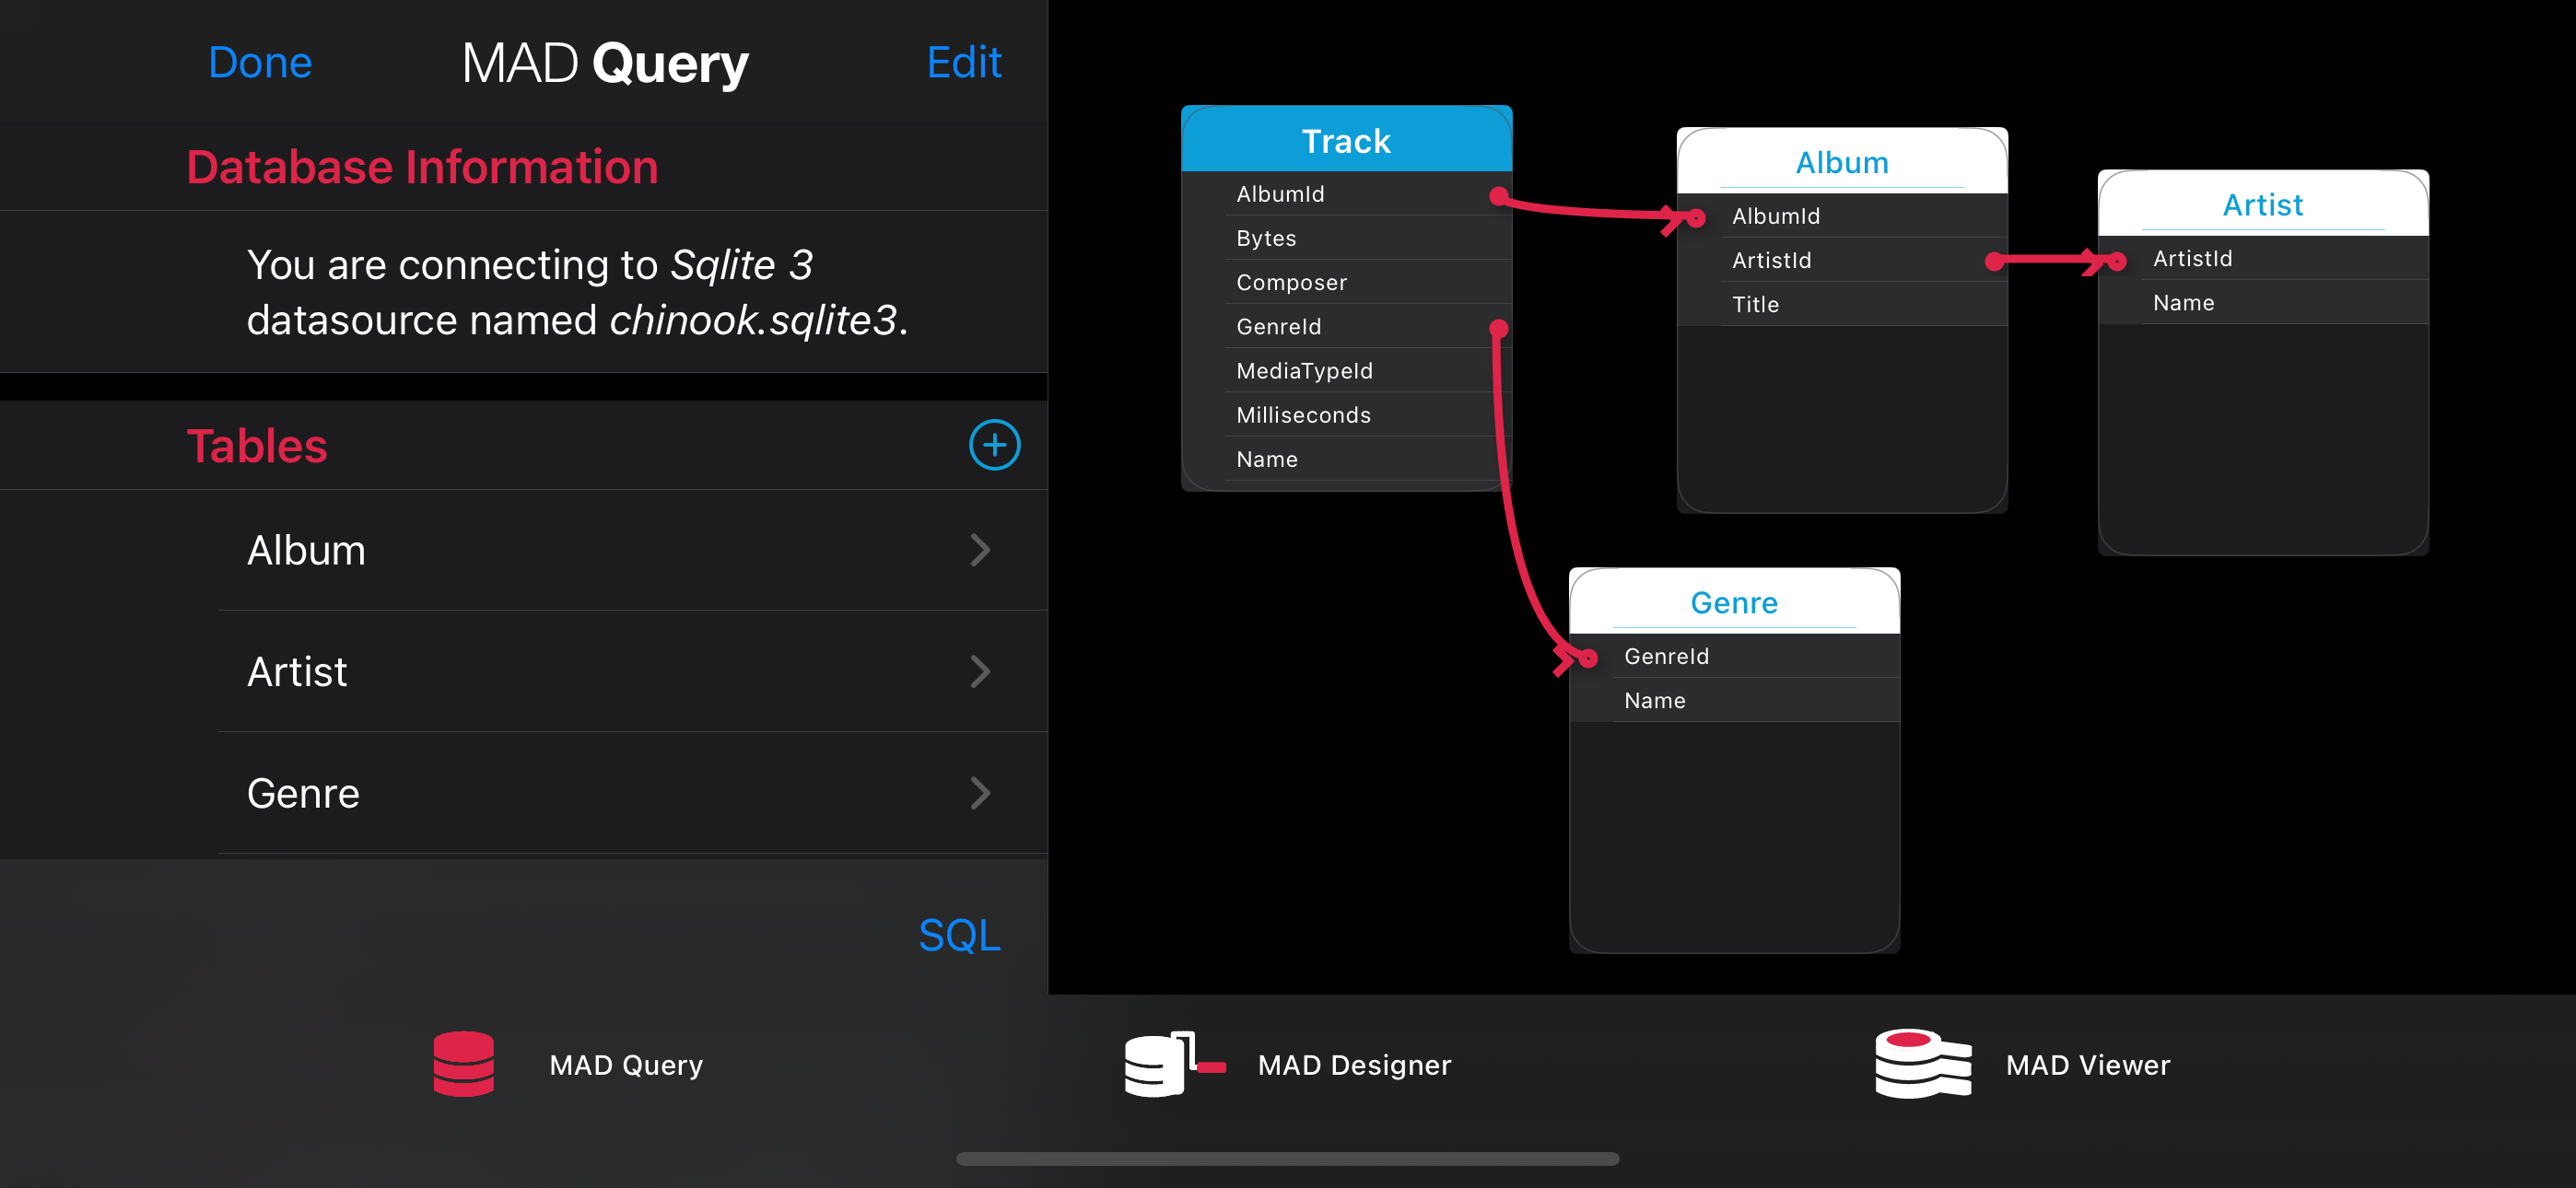 Done
MAD Query
Edit
Database Information
You are connecting to Sqlite 3
datasource named chinook.sqlite3.
Tables
Album
Artist
Genre
SQL
Track
AlbumId
Bytes
Composer
GenreId
MediaTypeId
Milliseconds
Name
Album
AlbumId
ArtistId
Title
Artist
ArtistId
Name
Genre
GenreId
Name
MAD Query
MAD Designer
MAD Viewer